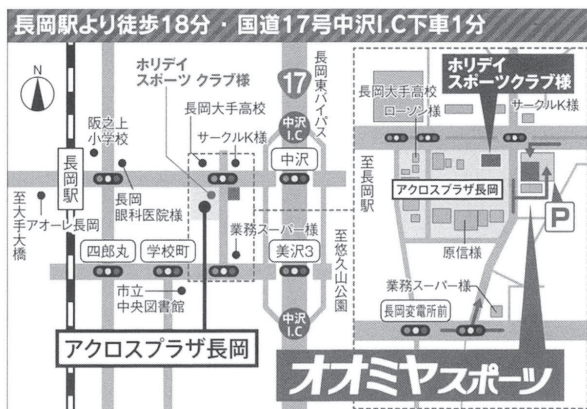 長岡駅より徒歩18分・国道17号中沢I.C下車1分
N
ホリデイ
スポーツ クラブ様
長岡大手高校
サークルK様
阪之上
小学校
長岡駅
至大手大橋
アオーレ長岡
長岡
眼科医院様
四郎丸
学校町
市立
中央図書館
アクロスプラザ長岡
17
長岡東バイパス
中沢
I.C
中沢
業務スーパー様
美沢3
中沢
I.C
至悠久山公園
ホリデイ
スポーツクラブ様
長岡大手高校
ローソン様
サークルK様
至長岡駅
アクロスプラザ長岡
P
原信様
業務スーパー様
長岡変電所前
オオミヤスポーツ